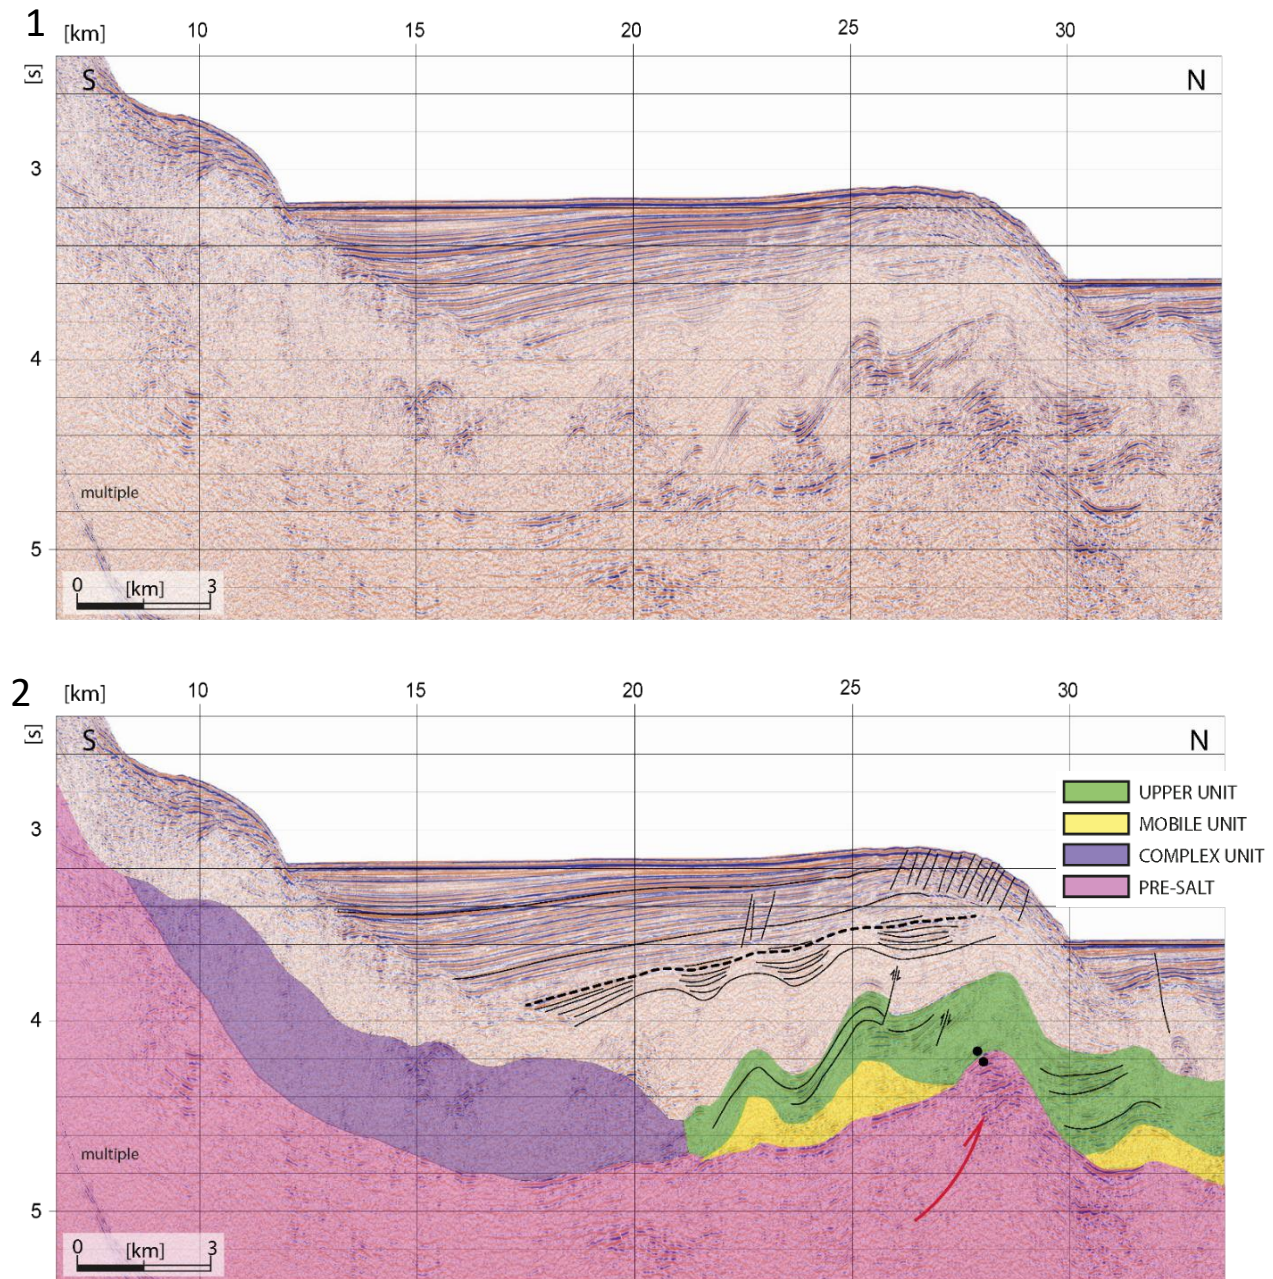 1
[km] 10 15 20 25 30
[s]
S N
3
4
multiple
5
0 [km] 3
2
[km] 10 15 20 25 30
[s]
S N
UPPER UNIT
3
MOBILE UNIT
COMPLEX UNIT
PRE-SALT
4
multiple
5
0 [km] 3